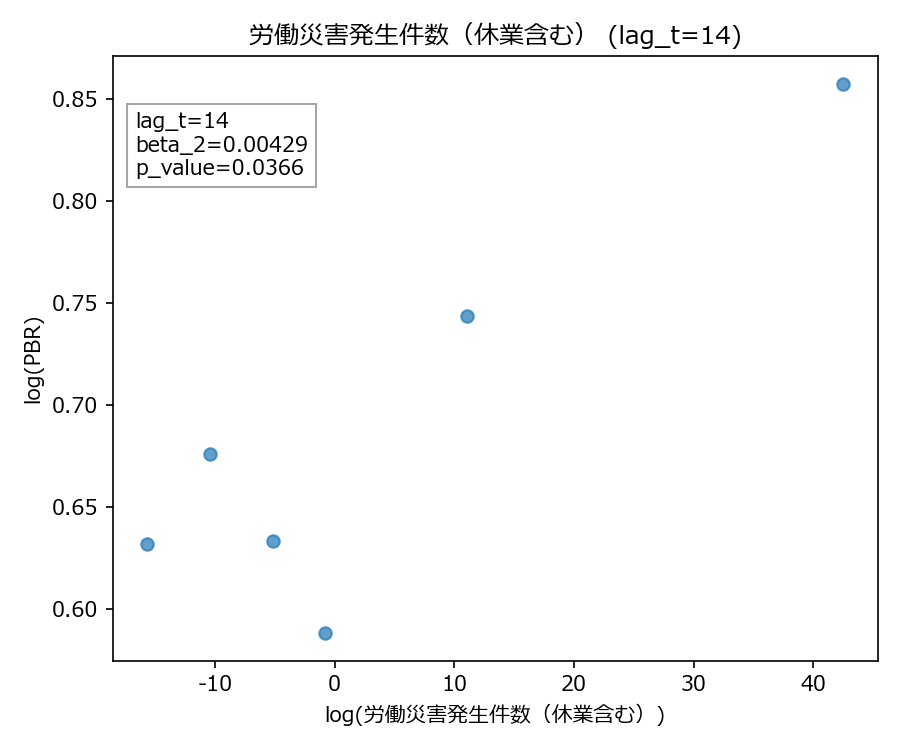 労働災害発生件数（休業含む） (lag_t=14)
lag_t=14
beta_2=0.00429
p_value=0.0366
log(PBR)
0.85
0.80
0.75
0.70
0.65
0.60
-10 0 10 20 30 40
log(労働災害発生件数（休業含む）)